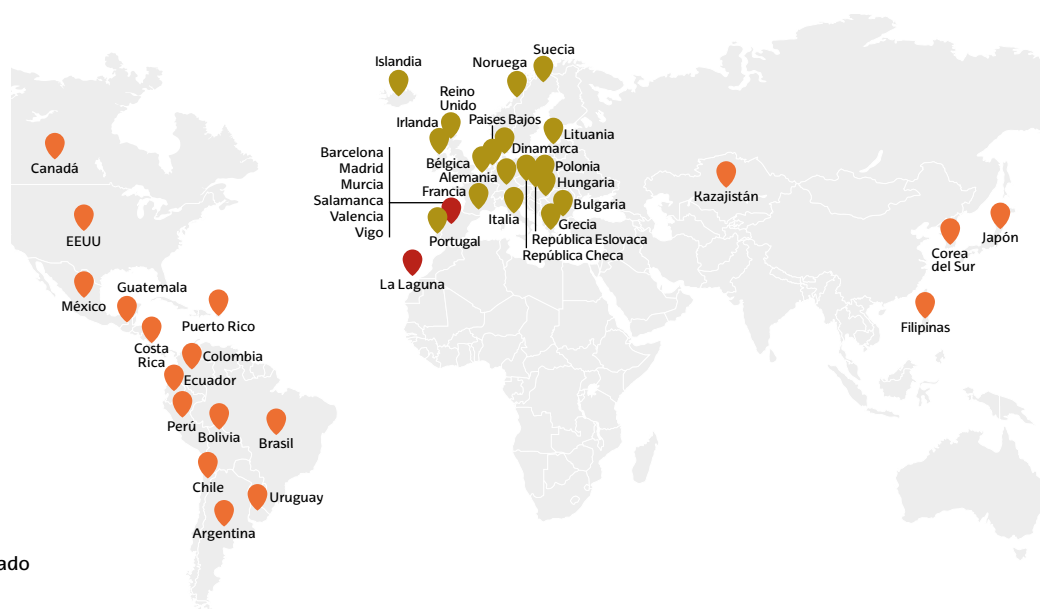 Suecia
Islandia
Noruega
Reino
Unido
Paises Bajos
Irlanda
Lituania
Dinamarca
Barcelona
Madrid
Murcia
Salamanca
Valencia
Vigo
Bélgica
Polonia
Alemania
Hungaria
Francia
Bulgaria
Italia
Grecia
Portugal
República Eslovaca
República Checa
La Laguna
Canadá
EEUU
México
Guatemala
Puerto Rico
Costa
Rica
Colombia
Ecuador
Perú
Bolivia
Brasil
Chile
Uruguay
Argentina
Kazajistán
Japón
Corea
del Sur
Filipinas
ado